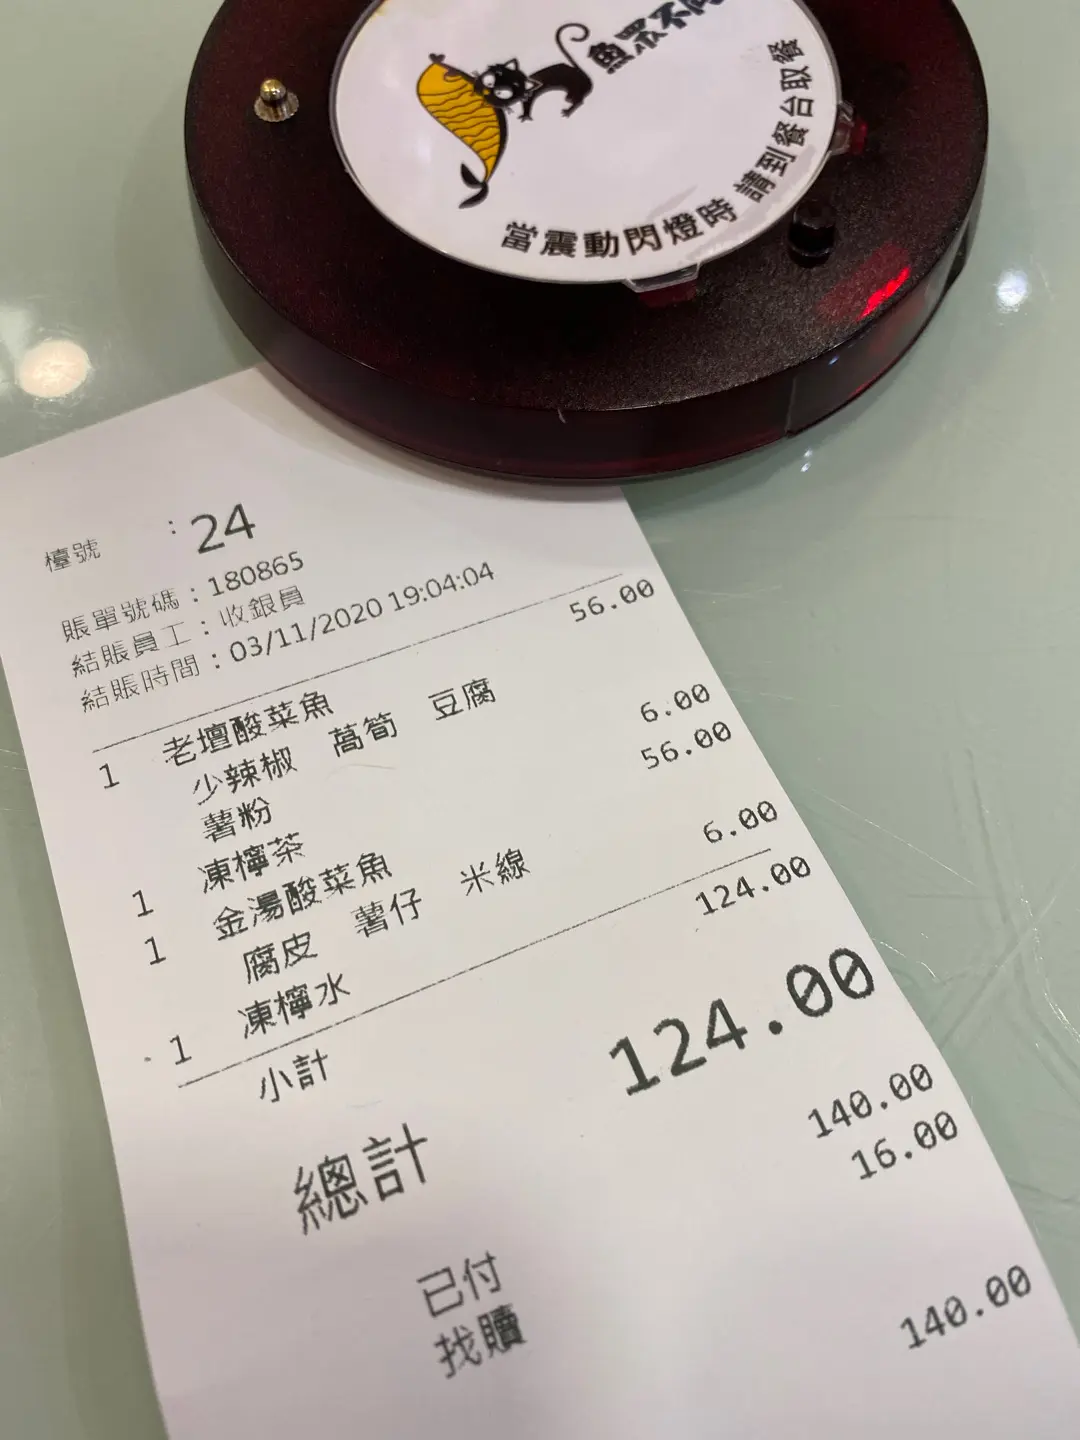 魚眾不同
當震動閃燈時 請到餐台取餐
檯號 : 24
賬單號碼：180865
結賬員工：收銀員
結賬時間：03/11/2020 19:04:04
1 老壇酸菜魚 56.00
少辣椒 萵筍 豆腐
薯粉
1 凍檸茶 6.00
1 金湯酸菜魚 56.00
腐皮 薯仔 米線
1 凍檸水 6.00
小計 124.00
總計 124.00
已付 140.00
找贖 16.00
140.00